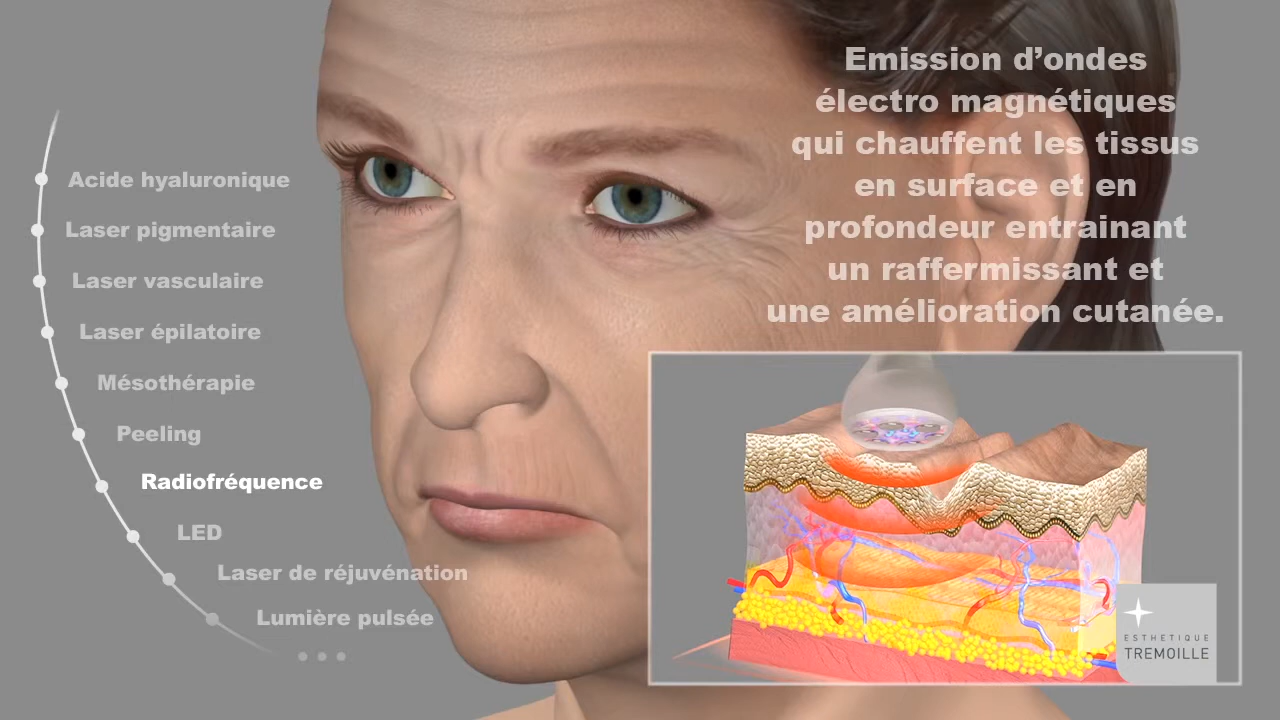 Acide hyaluronique
Laser pigmentaire
Laser vasculaire
Laser épilatoire
Mésothérapie
Peeling
Radiofréquence
LED
Laser de réjuvénation
Lumière pulsée
Emission d’ondes
électro magnétiques
qui chauffent les tissus
en surface et en
profondeur entrainant
un raffermissant et
une amélioration cutanée.
ESTHETIQUE
TREMOILLE